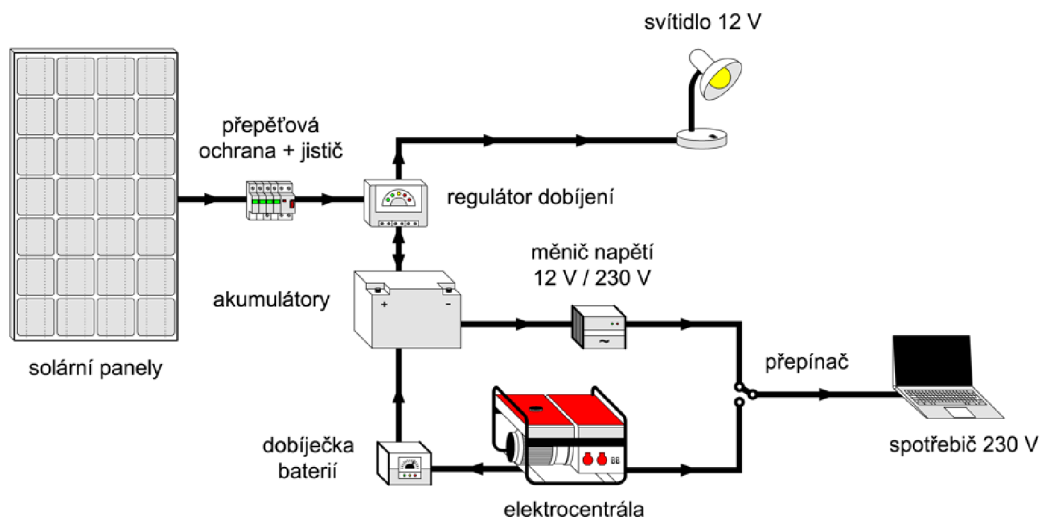 svítidlo 12 V
přepěťová
ochrana + jistič
regulátor dobíjení
měnič napětí
12 V / 230 V
akumulátory
+ −
~
solární panely
přepínač
dobíječka
baterií
spotřebič 230 V
elektrocentrála